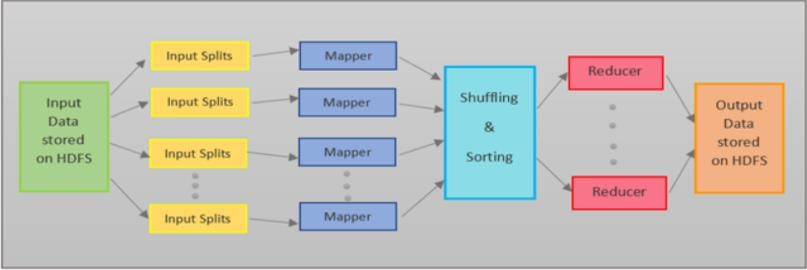 Input
Data
stored
on HDFS
Input Splits
Input Splits
Input Splits
Input Splits
Mapper
Mapper
Mapper
Mapper
Shuffling
&
Sorting
Reducer
Reducer
Output
Data
stored
on HDFS